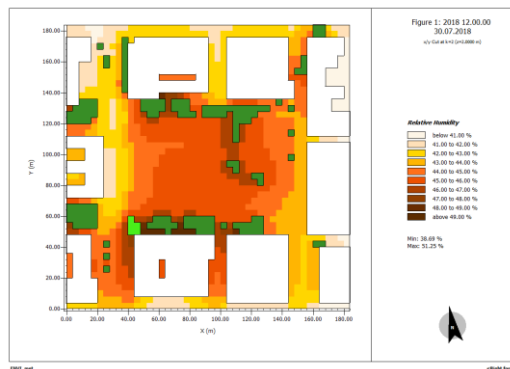 Figure 1: 2018 12.00.00
30.07.2018
180.00
160.00
140.00
120.00
100.00
80.00
60.00
40.00
20.00
0.00
Y (m)
0.00 20.00 40.00 60.00 80.00 100.00 120.00 140.00 160.00 180.00
X (m)
Relative Humidity
below 41.00 %
41.00 to 42.00 %
42.00 to 43.00 %
43.00 to 44.00 %
44.00 to 45.00 %
45.00 to 46.00 %
46.00 to 47.00 %
47.00 to 48.00 %
48.00 to 49.00 %
above 49.00 %
Min: 38.69 %
Max: 51.25 %
N